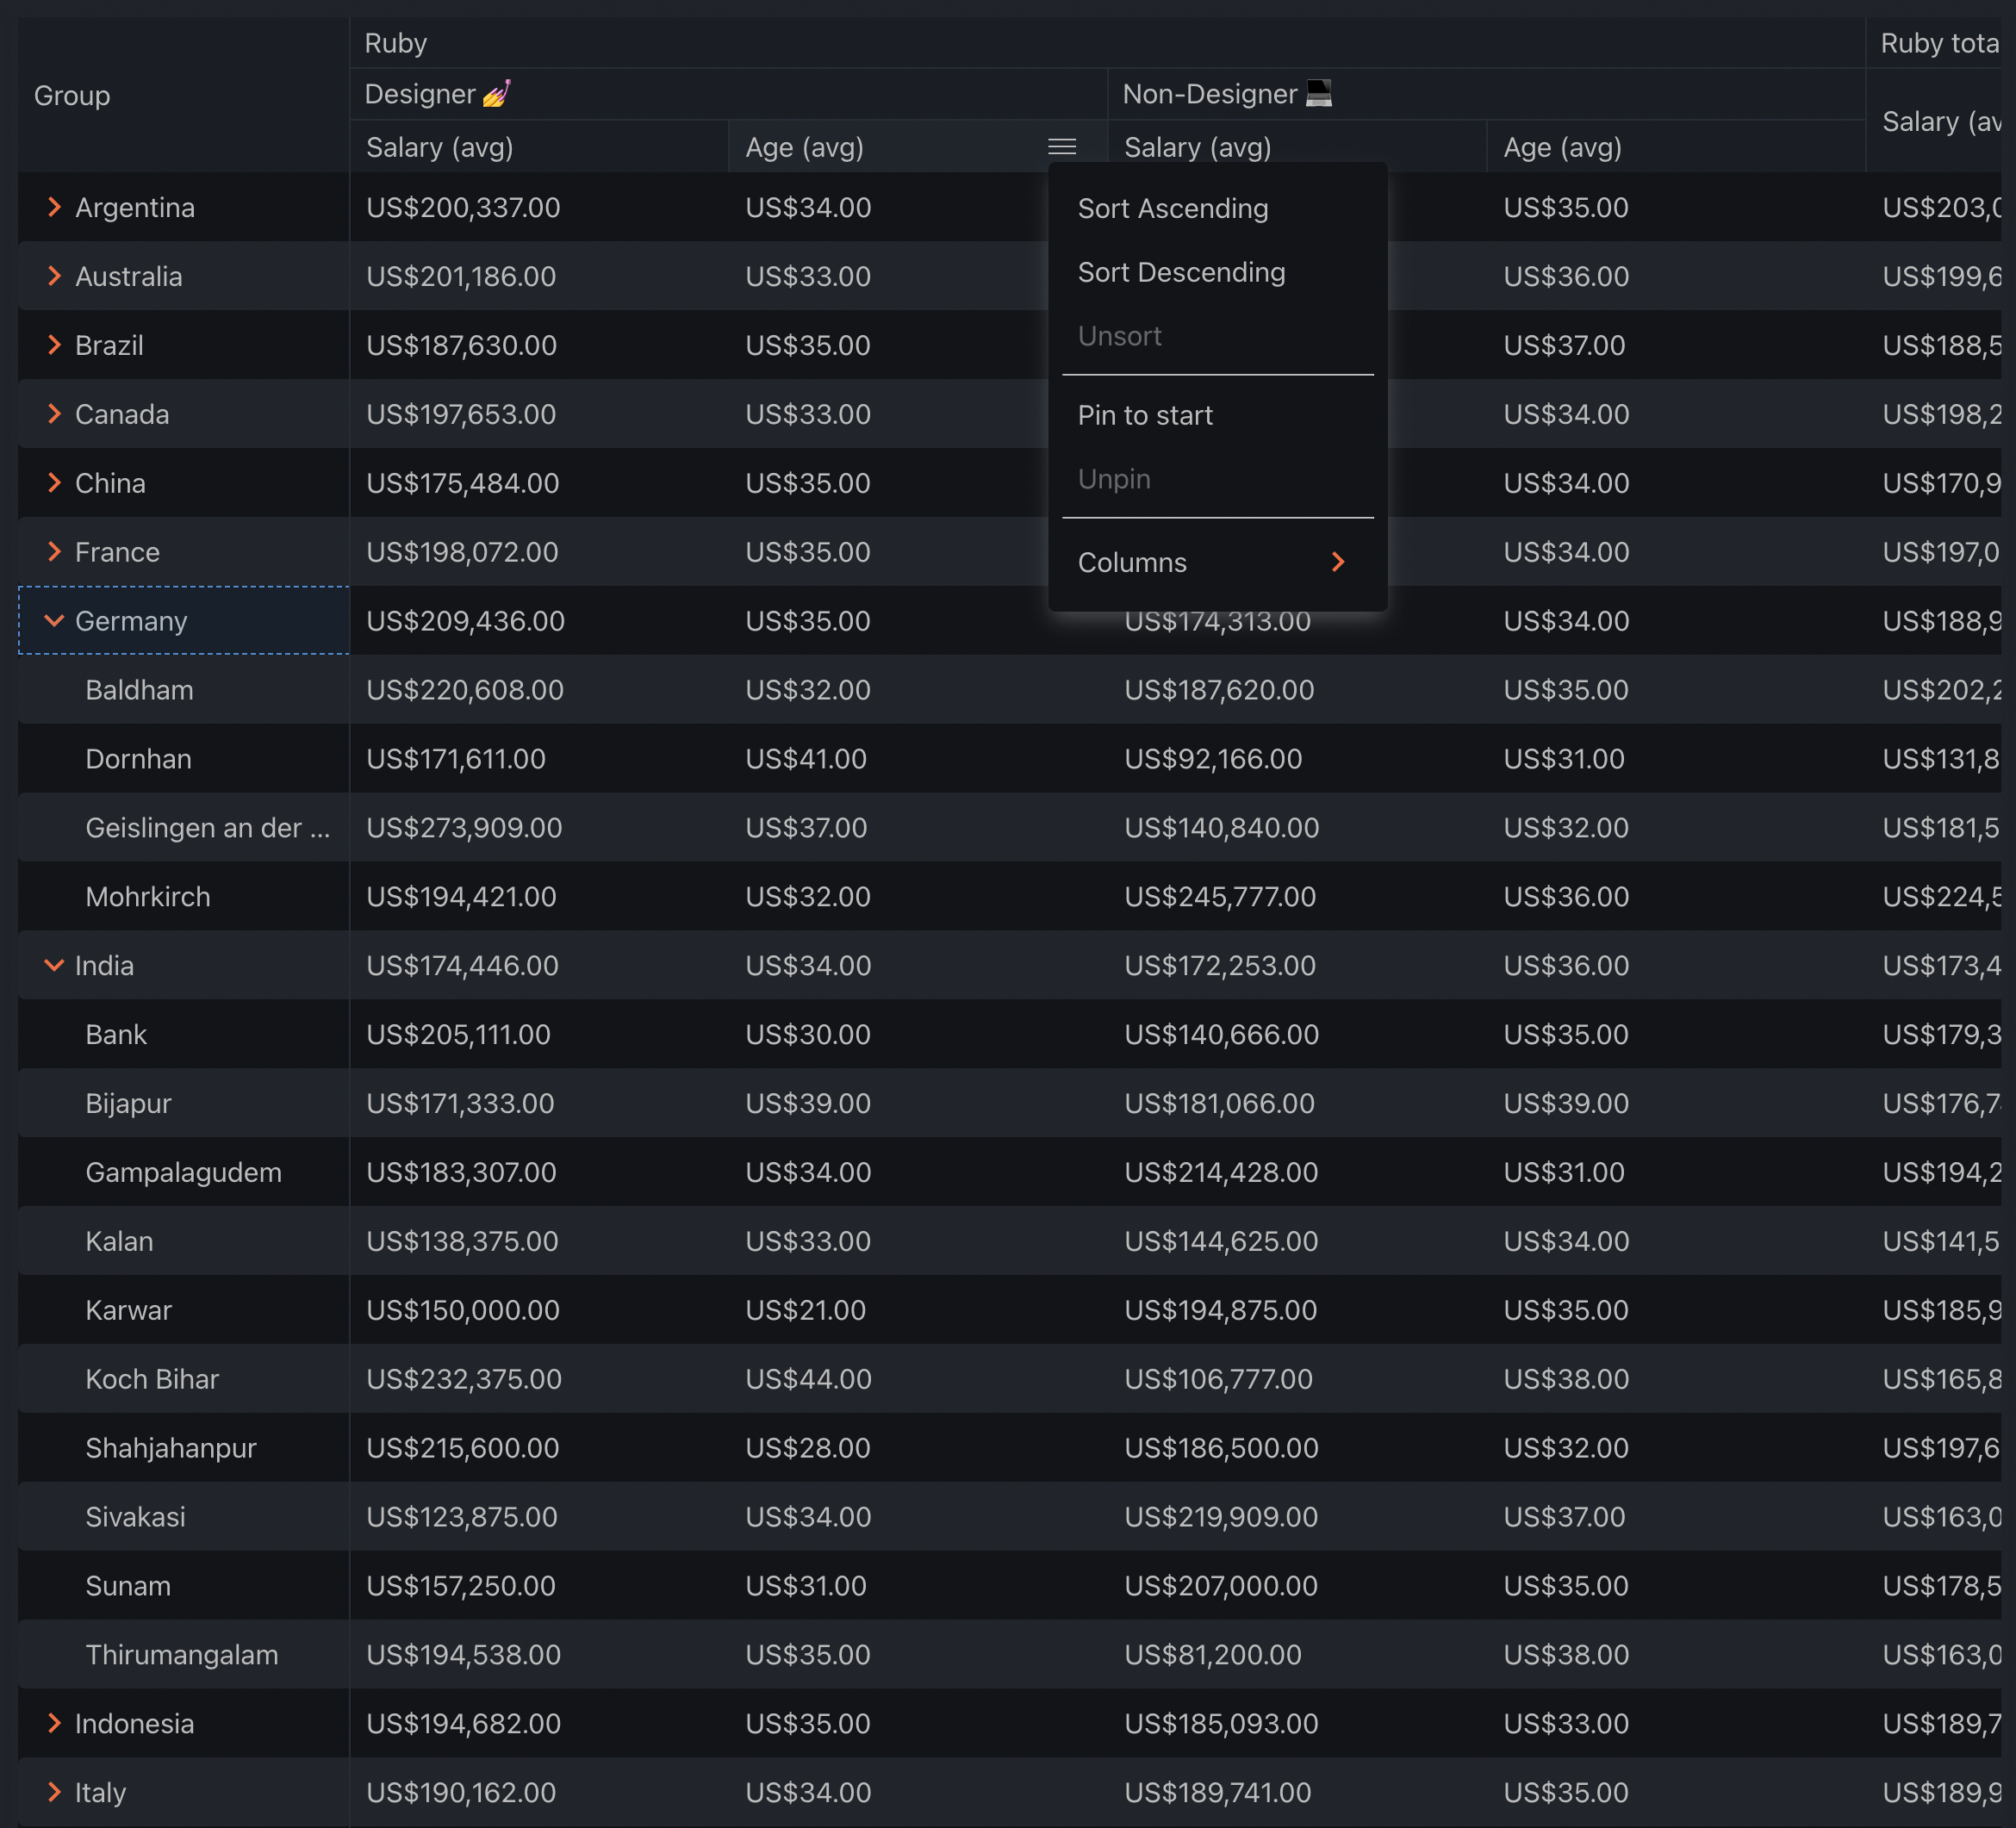 Ruby Ruby tota
Group
Designer 💅 Non-Designer 💻
Salary (av
Salary (avg) Age (avg) Salary (avg) Age (avg)
Argentina US$200,337.00 US$34.00 Sort Ascending US$35.00 US$203,0
Australia US$201,186.00 US$33.00 Sort Descending US$36.00 US$199,6
Unsort
Brazil US$187,630.00 US$35.00 US$37.00 US$188,5
Canada US$197,653.00 US$33.00 Pin to start US$34.00 US$198,2
China US$175,484.00 US$35.00 Unpin US$34.00 US$170,9
France US$198,072.00 US$35.00 Columns US$34.00 US$197,0
Germany US$209,436.00 US$35.00 US$174,313.00 US$34.00 US$188,9
Baldham US$220,608.00 US$32.00 US$187,620.00 US$35.00 US$202,2
Dornhan US$171,611.00 US$41.00 US$92,166.00 US$31.00 US$131,8
Geislingen an der ... US$273,909.00 US$37.00 US$140,840.00 US$32.00 US$181,5
Mohrkirch US$194,421.00 US$32.00 US$245,777.00 US$36.00 US$224,5
India US$174,446.00 US$34.00 US$172,253.00 US$36.00 US$173,4
Bank US$205,111.00 US$30.00 US$140,666.00 US$35.00 US$179,3
Bijapur US$171,333.00 US$39.00 US$181,066.00 US$39.00 US$176,7
Gampalagudem US$183,307.00 US$34.00 US$214,428.00 US$31.00 US$194,2
Kalan US$138,375.00 US$33.00 US$144,625.00 US$34.00 US$141,5
Karwar US$150,000.00 US$21.00 US$194,875.00 US$35.00 US$185,9
Koch Bihar US$232,375.00 US$44.00 US$106,777.00 US$38.00 US$165,8
Shahjahanpur US$215,600.00 US$28.00 US$186,500.00 US$32.00 US$197,6
Sivakasi US$123,875.00 US$34.00 US$219,909.00 US$37.00 US$163,0
Sunam US$157,250.00 US$31.00 US$207,000.00 US$35.00 US$178,5
Thirumangalam US$194,538.00 US$35.00 US$81,200.00 US$38.00 US$163,0
Indonesia US$194,682.00 US$35.00 US$185,093.00 US$33.00 US$189,7
Italy US$190,162.00 US$34.00 US$189,741.00 US$35.00 US$189,9